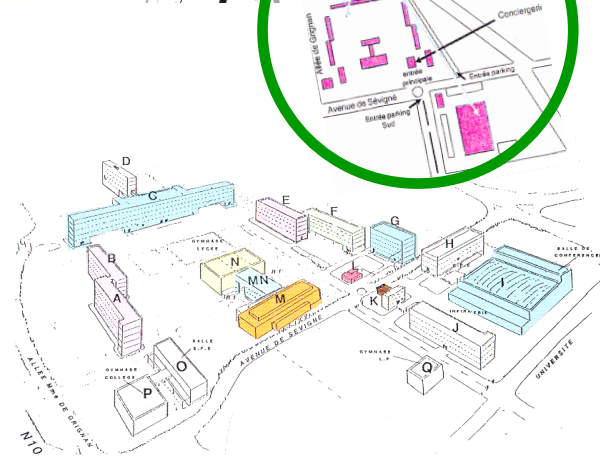 Allée de Grignan
Conciergerie
entrée
principale
Entrée parking
Avenue de Sévigné
Entrée parking
Sud
D
C
E
F
G
GYMNASE
LYCEE
H
SALLE DE
CONFERENCES
B
N
MN
L
I
A
M
K
INFIRMERIE
J
AVENUE DE SEVIGNE
SALLE
O
GYMNASE
L.P
Q
UNIVERSITE
GYMNASE
COLLEGE
P
ALLEE Mme DE GRIGNAN
N10